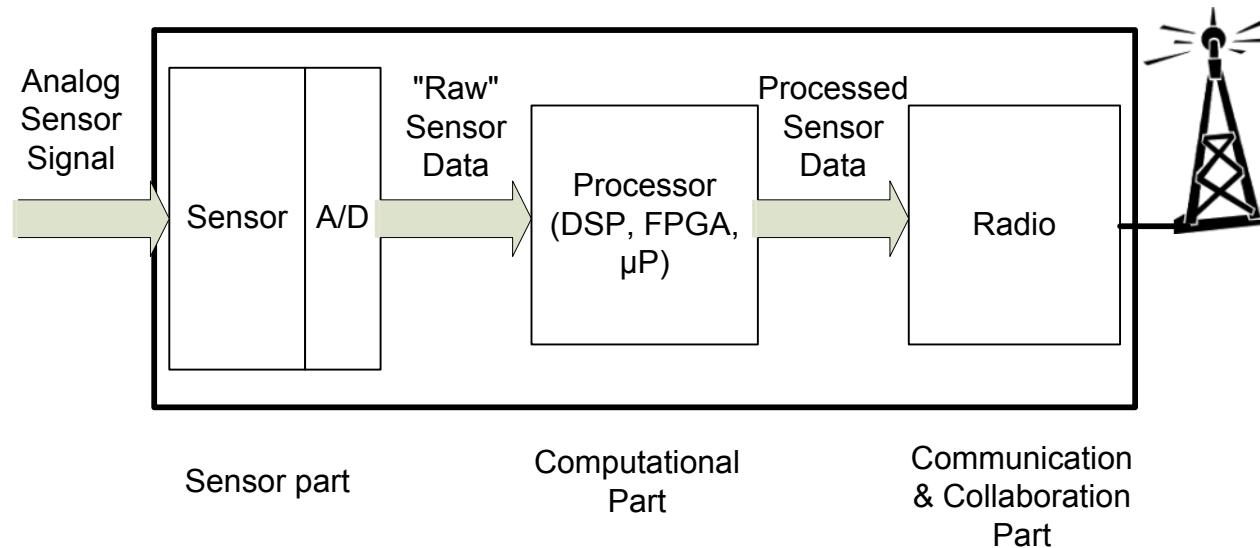 Analog
Sensor
Signal
Sensor
A/D
"Raw"
Sensor
Data
Processor
(DSP, FPGA,
µP)
Processed
Sensor
Data
Radio
Sensor part
Computational
Part
Communication
& Collaboration
Part